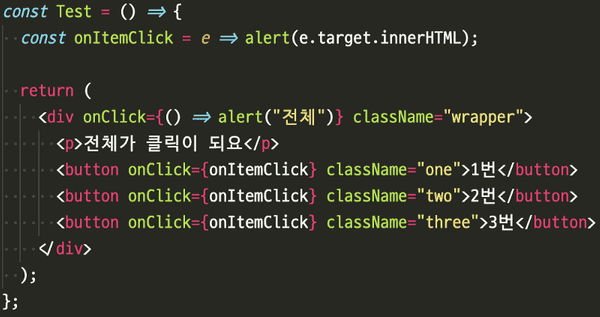 const Test = () => {
const onItemClick = e => alert(e.target.innerHTML);
return (
<div onClick={() => alert("전체")} className="wrapper">
<p>전체가 클릭이 되요</p>
<button onClick={onItemClick} className="one">1번</button>
<button onClick={onItemClick} className="two">2번</button>
<button onClick={onItemClick} className="three">3번</button>
</div>
);
};